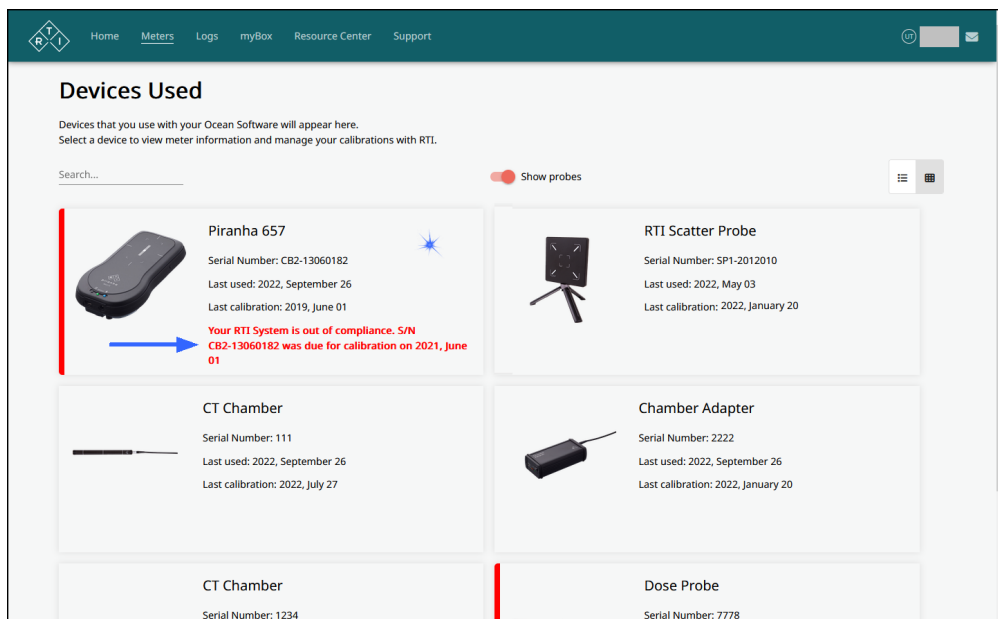 RTI
Home Meters Logs myBox Resource Center Support
UT
Devices Used
Devices that you use with your Ocean Software will appear here.
Select a device to view meter information and manage your calibrations with RTI.
Search...
Show probes
Piranha 657
Serial Number: CB2-13060182
Last used: 2022, September 26
Last calibration: 2019, June 01
Your RTI System is out of compliance. S/N
CB2-13060182 was due for calibration on 2021, June
01
RTI Scatter Probe
Serial Number: SP1-2012010
Last used: 2022, May 03
Last calibration: 2022, January 20
CT Chamber
Serial Number: 111
Last used: 2022, September 26
Last calibration: 2022, July 27
Chamber Adapter
Serial Number: 2222
Last used: 2022, September 26
Last calibration: 2022, January 20
CT Chamber
Serial Number: 1234
Dose Probe
Serial Number: 7778